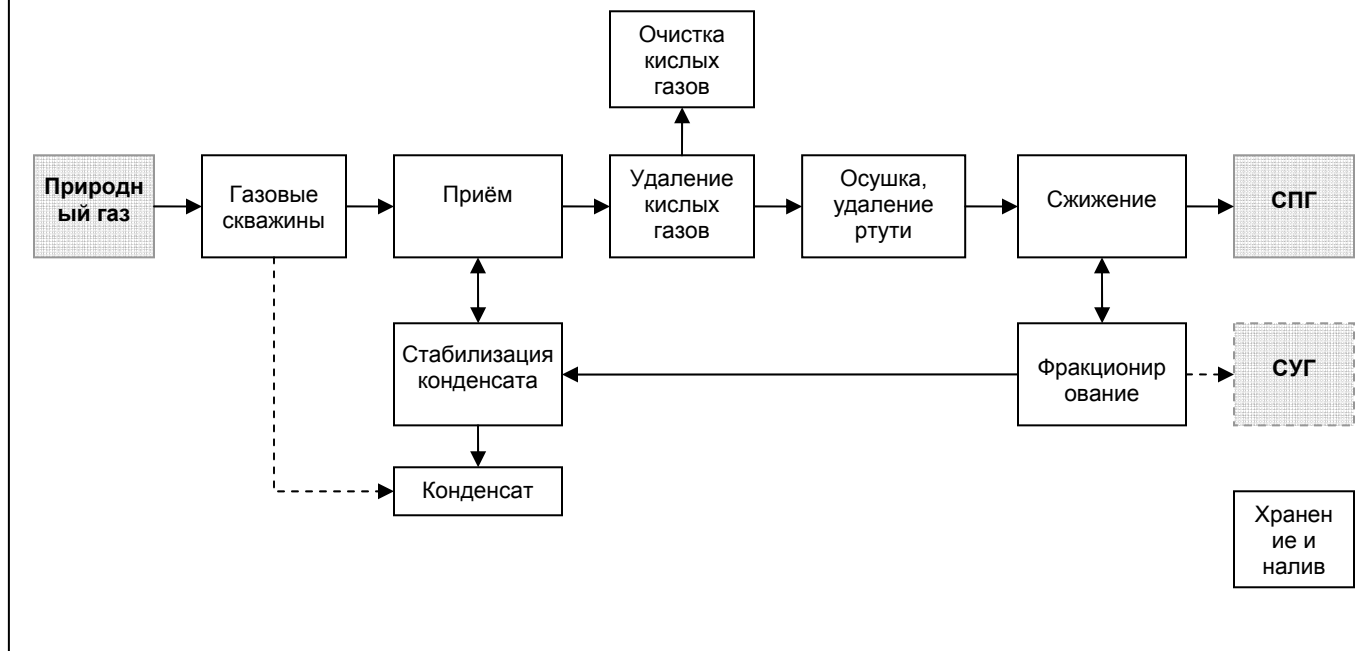 Очистка
кислых
газов
Природн
ый газ
Газовые
скважины
Приём
Удаление
кислых
газов
Осушка,
удаление
ртути
Сжижение
СПГ
Стабилизация
конденсата
Фракционир
ование
СУГ
Конденсат
Хранен
ие и
налив